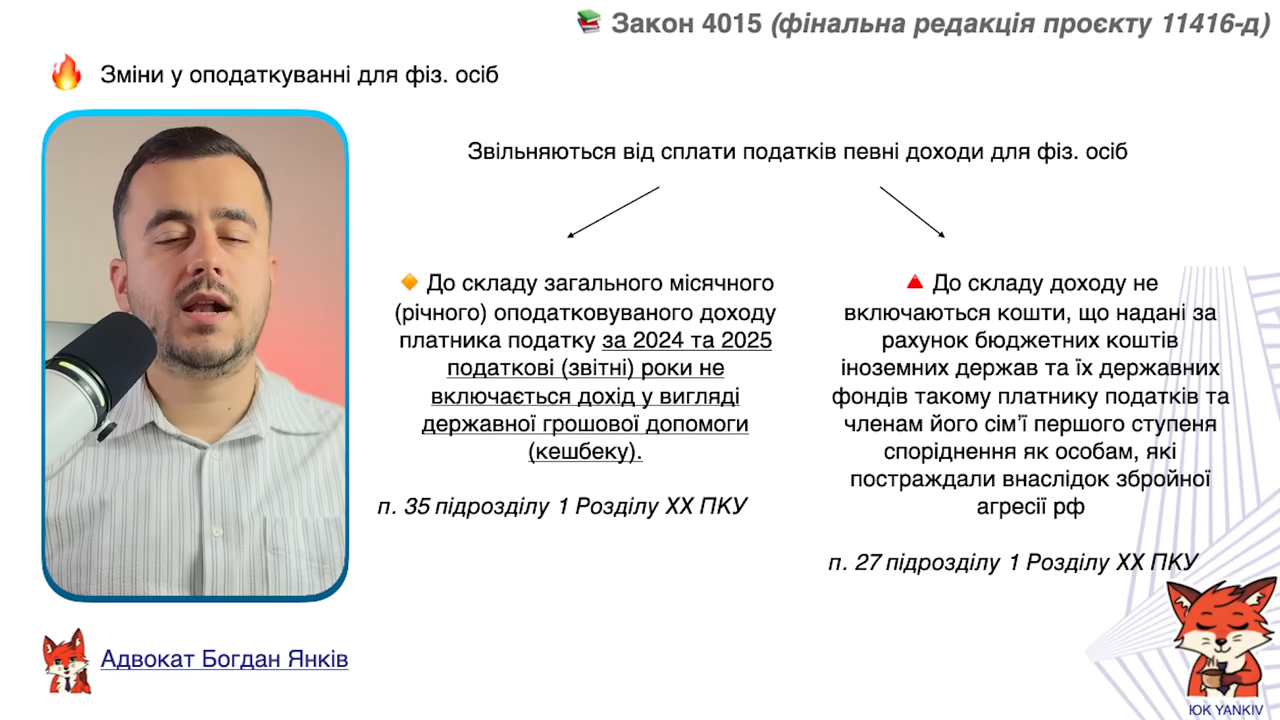 Закон 4015 (фінальна редакція проєкту 11416-д)
Зміни у оподаткуванні для фіз. осіб
Звільняються від сплати податків певні доходи для фіз. осіб
До складу загального місячного
(річного) оподатковуваного доходу
платника податку за 2024 та 2025
податкові (звітні) роки не
включається дохід у вигляді
державної грошової допомоги
(кешбеку).
п. 35 підрозділу 1 Розділу ХХ ПКУ
До складу доходу не
включаються кошти, що надані за
рахунок бюджетних коштів
іноземних держав та їх державних
фондів такому платнику податків та
членам його сім’ї першого ступеня
споріднення як особам, які
постраждали внаслідок збройної
агресії рф
п. 27 підрозділу 1 Розділу ХХ ПКУ
Адвокат Богдан Янків
ЮК YANKIV